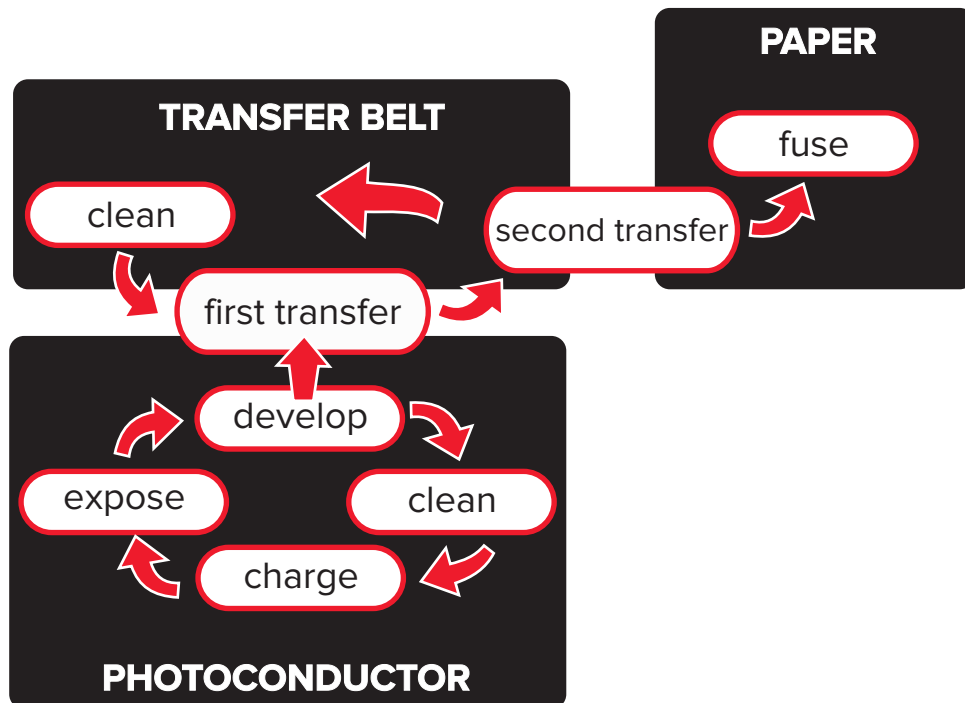 PAPER
TRANSFER BELT
fuse
clean
second transfer
first transfer
develop
expose
clean
charge
PHOTOCONDUCTOR